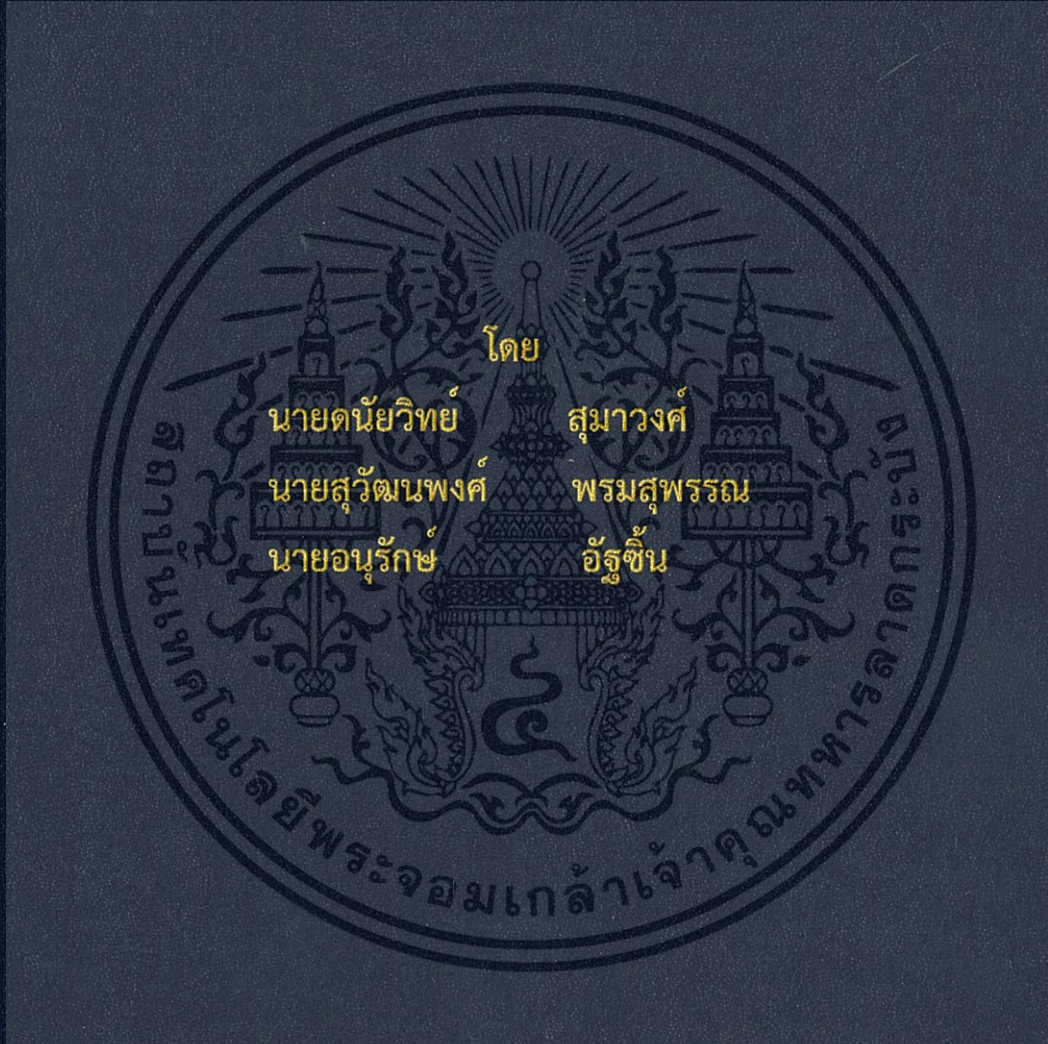 โดย
นายดนัยวิทย์ สุมาวงศ์
นายสุวัฒนพงศ์ พรมสุพรรณ
นายอนุรักษ์ อัฐซิ้น
๔
สถาบันเทคโนโลยีพระจอมเกล้าเจ้าคุณทหารลาดกระบัง